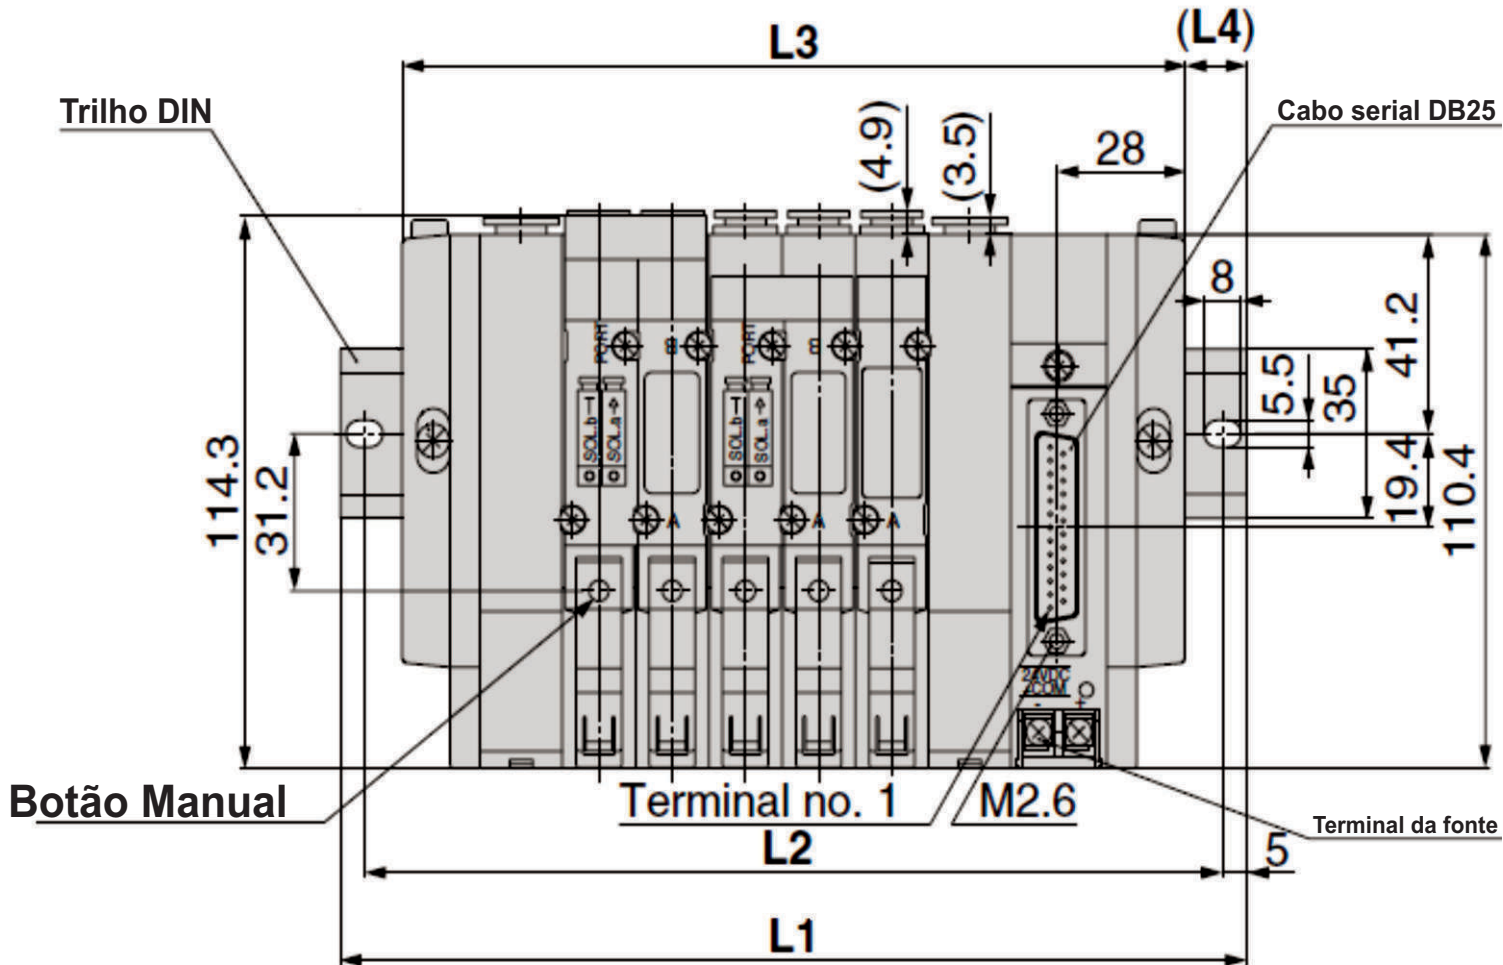 L3
(L4)
Trilho DIN
Cabo serial DB25
(4.9)
(3.5)
28
8
41.2
5.5
35
PORT
B
PORT
B
SOL.b
SOL.a
SOL.b
SOL.a
114.3
31.2
19.4
110.4
A
A
A
24VDC
- +
Botão Manual
Terminal no. 1
M2.6
Terminal da fonte
L2
5
L1